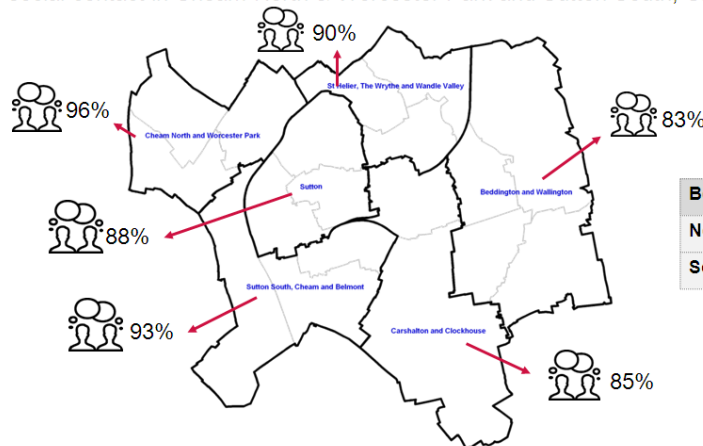 90%
St Helier, The Wrythe and Wandle Valley
96%
Cheam North and Worcester Park
83%
Sutton
Beddington and Wallington
88%
Sutton South, Cheam and Belmont
93%
Carshalton and Clockhouse
85%